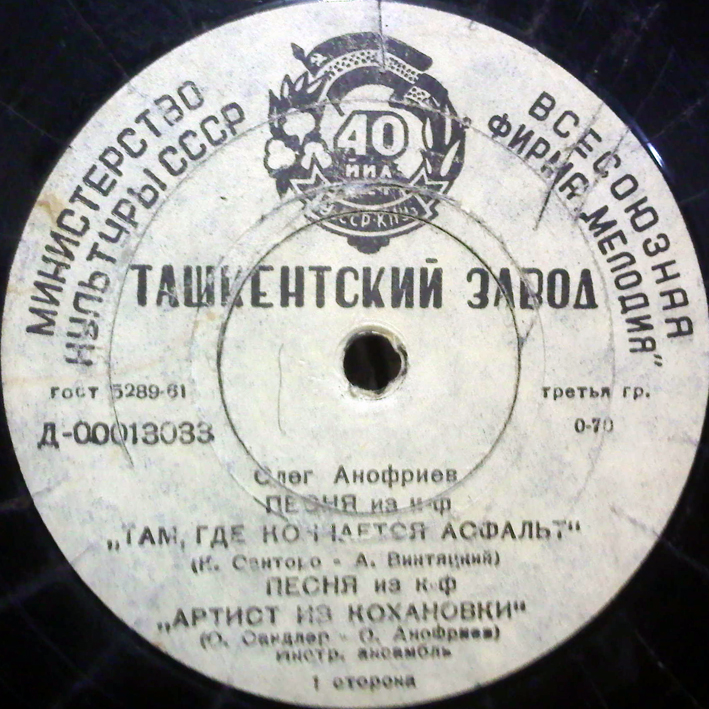 МИНИСТЕРСТВО
КУЛЬТУРЫ СССР
ВСЕСОЮЗНАЯ
ФИРМА „МЕЛОДИЯ"
40
ТАШКЕНТСКИЙ ЗАВОД
гост 5289-61
третья гр.
Д-00013033
0-70
Олег Анофриев
ПЕСНЯ из к-ф
„ТАМ, ГДЕ КОНЧАЕТСЯ АСФАЛЬТ"
(К. Санторо - А. Винтяцкий)
ПЕСНЯ из к-ф
„АРТИСТ ИЗ КОХАНОВКИ"
(О. Сандлер - О. Анофриев)
Инстр. ансамбль
1 сторона